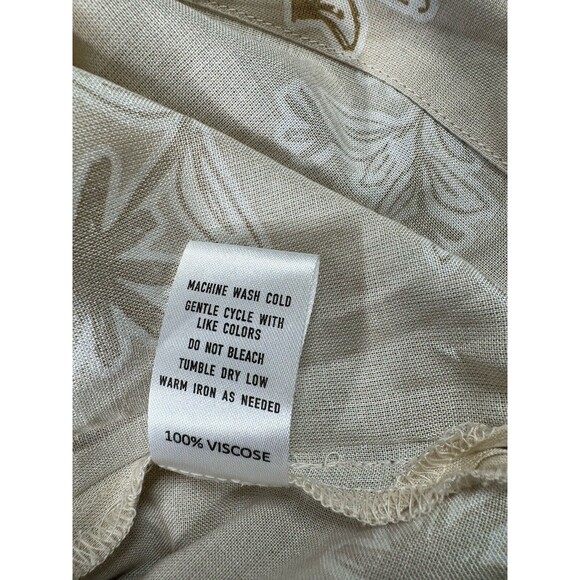 MACHINE WASH COLD
GENTLE CYCLE WITH
LIKE COLORS
DO NOT BLEACH
TUMBLE DRY LOW
WARM IRON AS NEEDED
100% VISCOSE